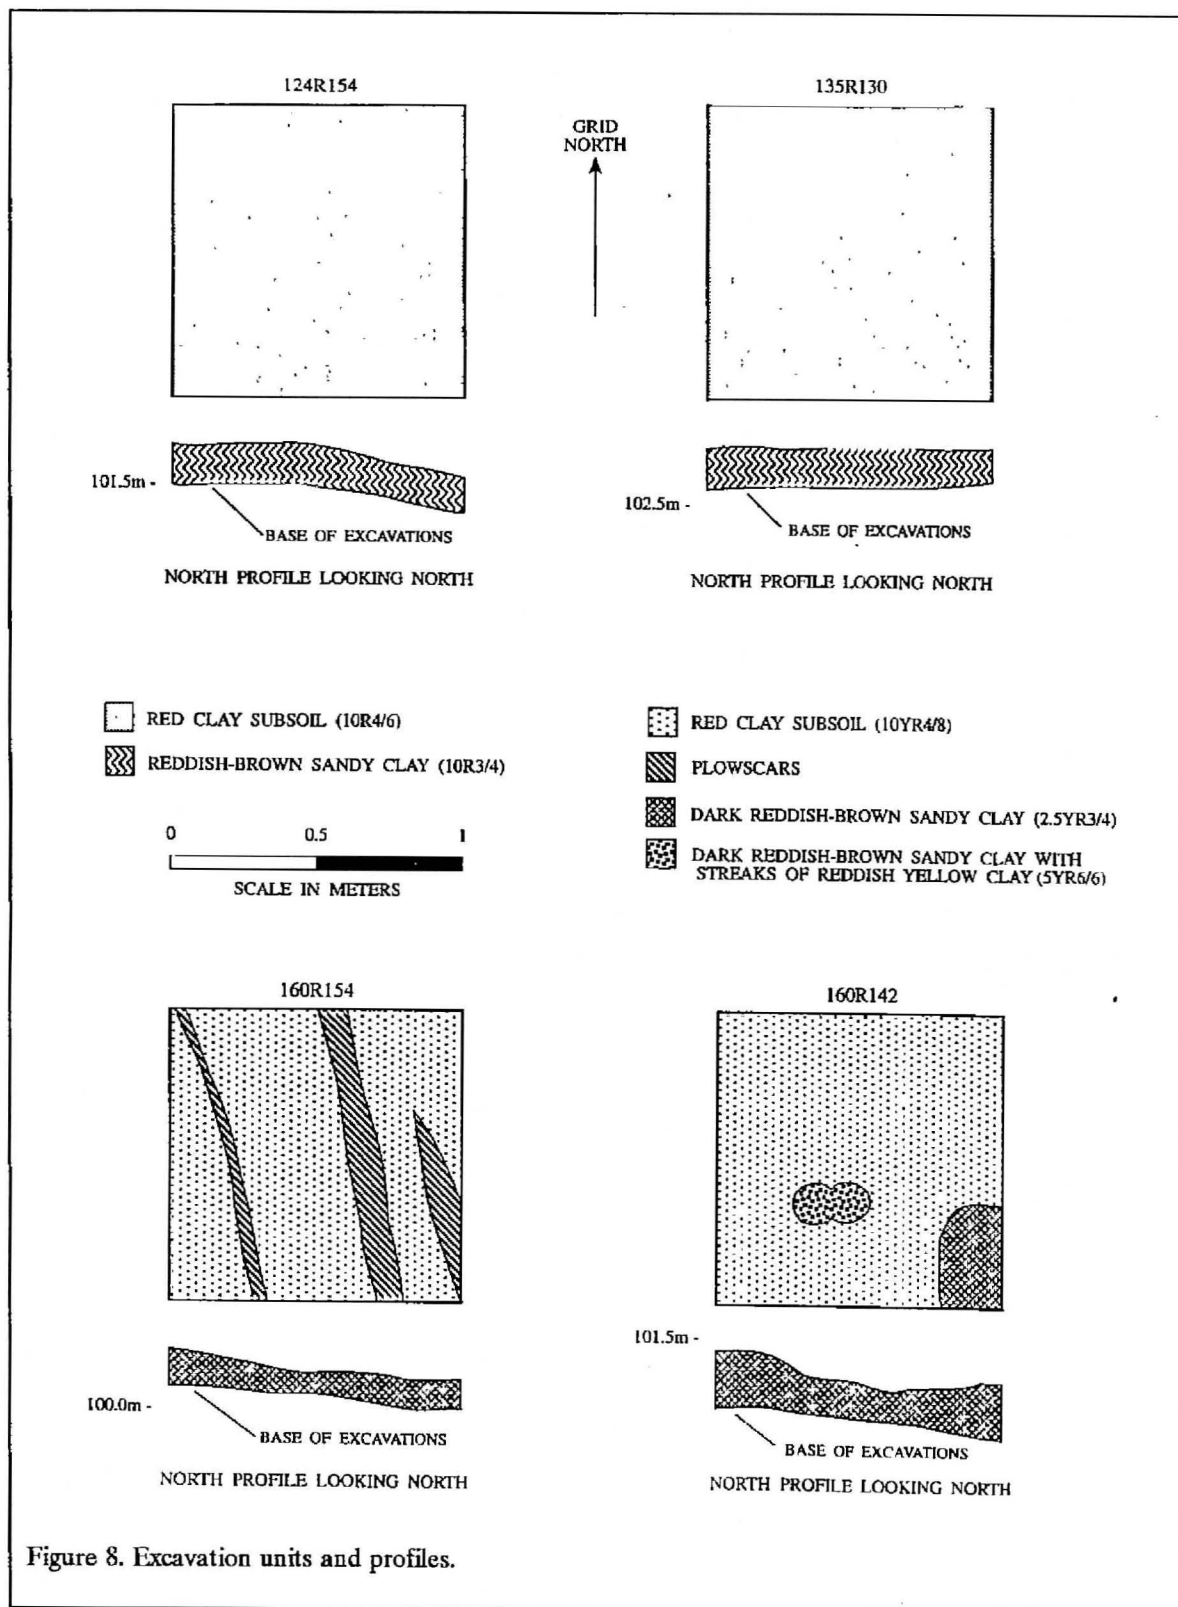 124R154
135R130
GRID
NORTH
101.5m -
BASE OF EXCAVATIONS
NORTH PROFILE LOOKING NORTH
102.5m -
BASE OF EXCAVATIONS
NORTH PROFILE LOOKING NORTH
RED CLAY SUBSOIL (10R4/6)
REDDISH-BROWN SANDY CLAY (10R3/4)
0 0.5 1
SCALE IN METERS
RED CLAY SUBSOIL (10YR4/8)
PLOWSCARS
DARK REDDISH-BROWN SANDY CLAY (2.5YR3/4)
DARK REDDISH-BROWN SANDY CLAY WITH
STREAKS OF REDDISH YELLOW CLAY (5YR6/6)
160R154
160R142
100.0m -
BASE OF EXCAVATIONS
NORTH PROFILE LOOKING NORTH
101.5m -
BASE OF EXCAVATIONS
NORTH PROFILE LOOKING NORTH
Figure 8. Excavation units and profiles.